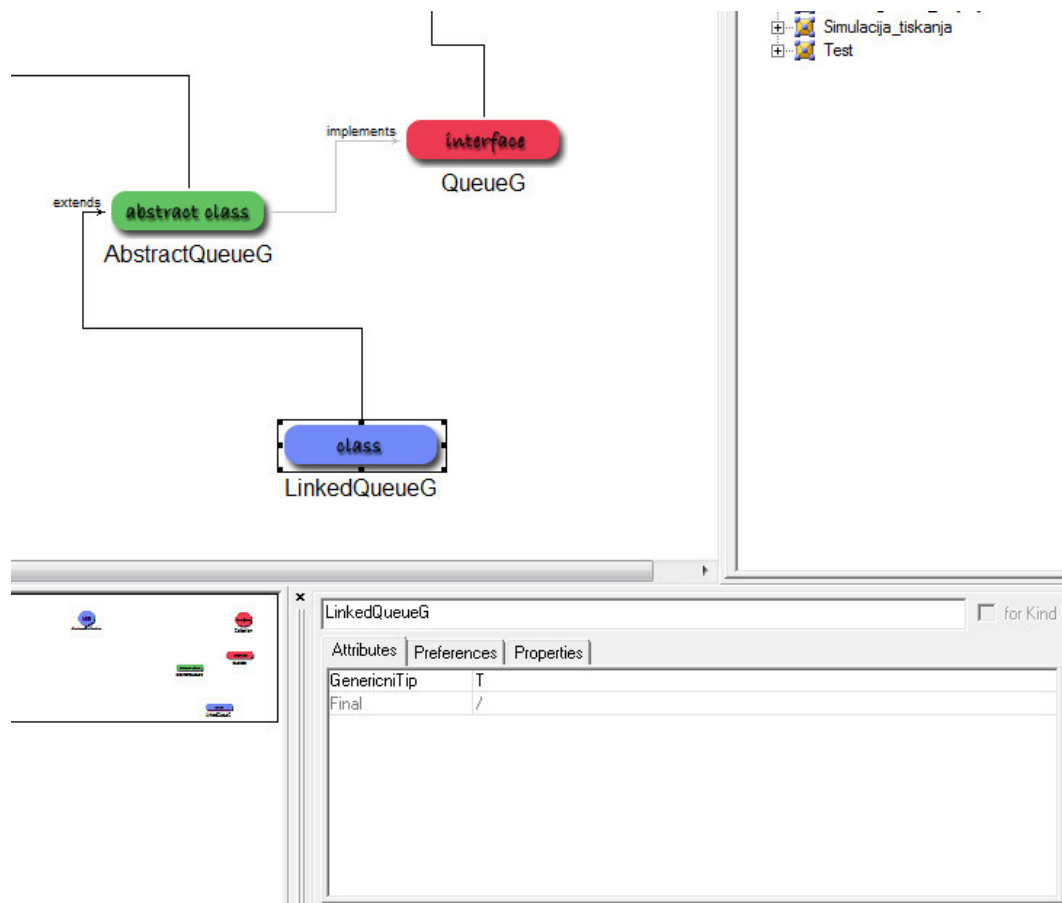 Simulacija_tiskanja
Test
implements
interface
QueueG
extends
abstract class
AbstractQueueG
class
LinkedQueueG
LinkedQueueG
for Kind
Attributes
Preferences
Properties
GenericniTip T
Final /